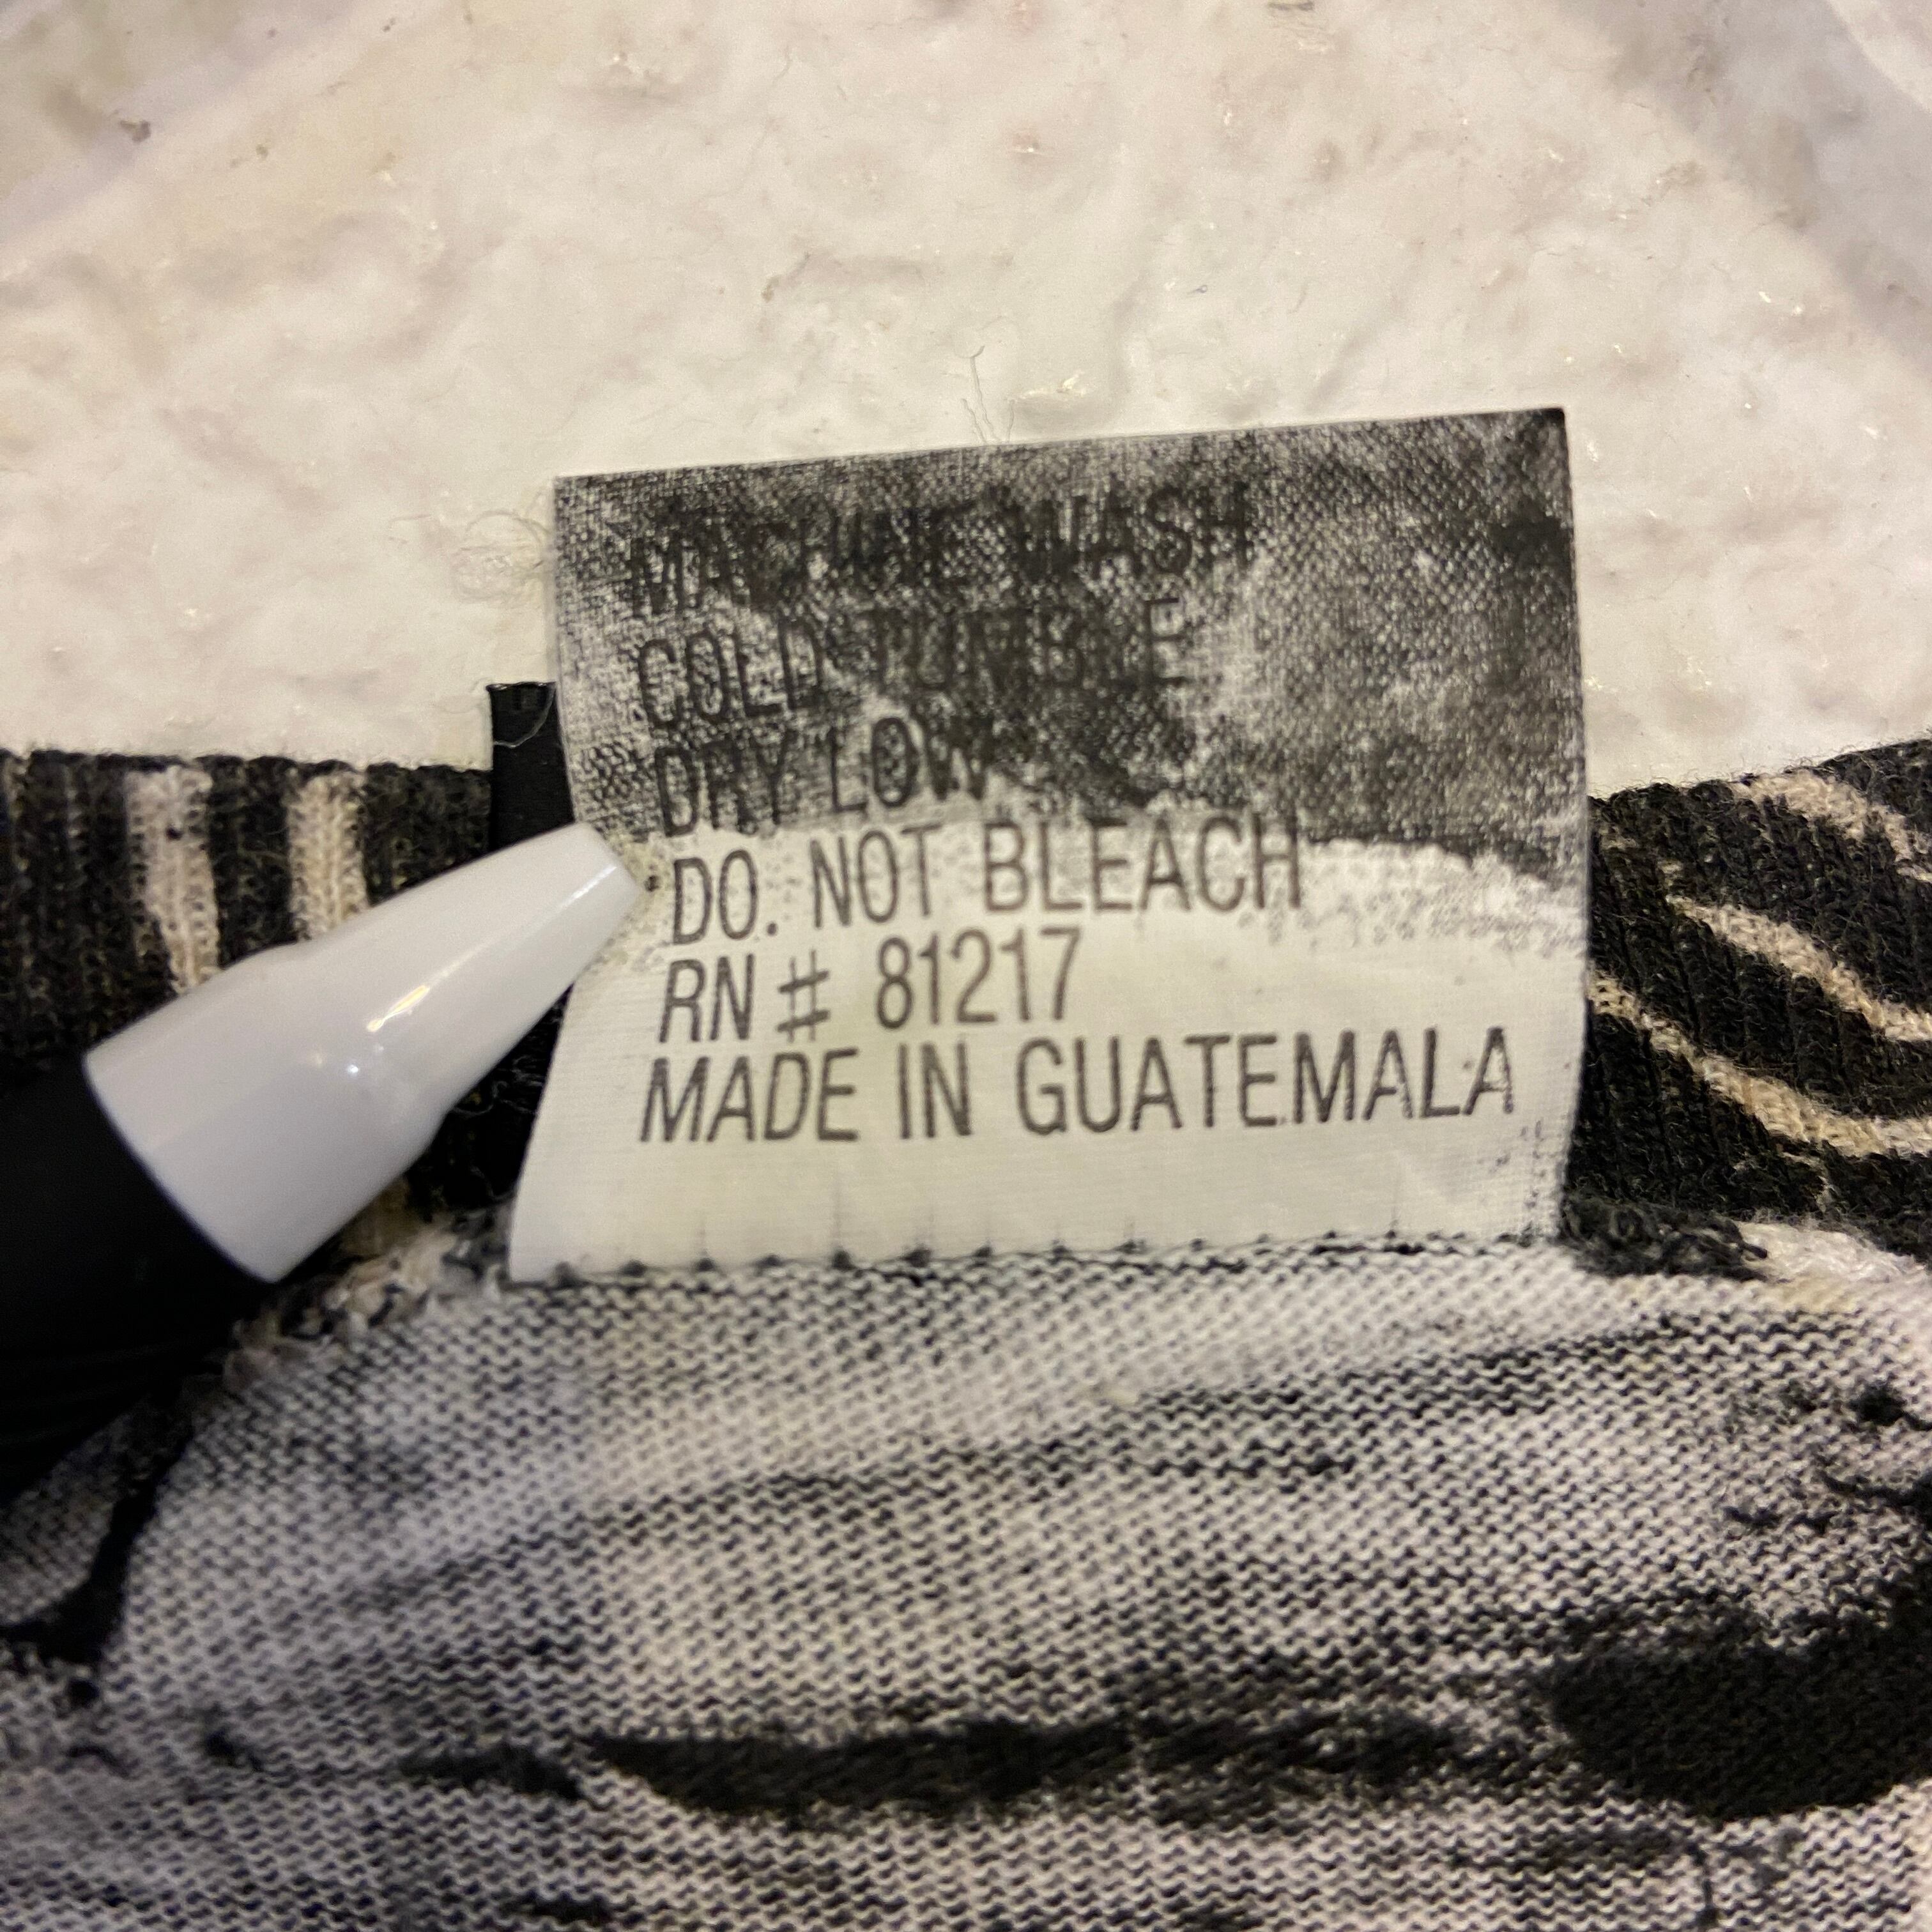 MACHINE WASH
COLD TUMBLE
DRY LOW
DO. NOT BLEACH
RN # 81217
MADE IN GUATEMALA